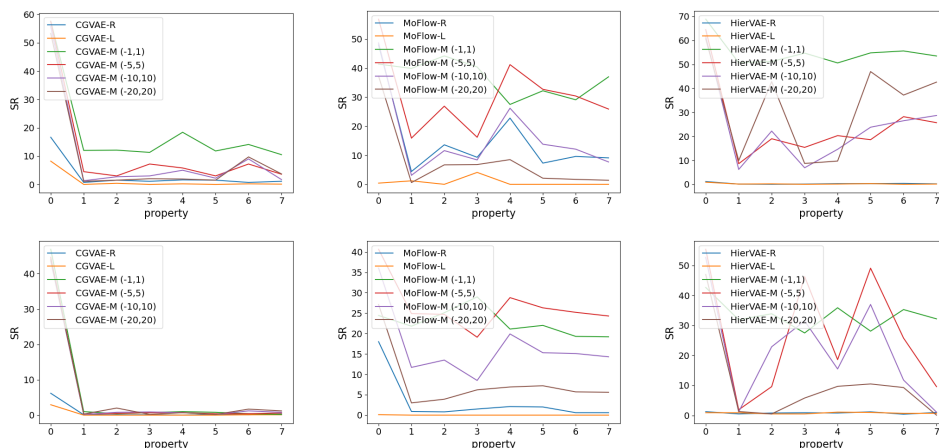 60
50
40
30
20
10
0
SR
0 1 2 3 4 5 6 7
property
CGVAE-R
CGVAE-L
CGVAE-M (-1,1)
CGVAE-M (-5,5)
CGVAE-M (-10,10)
CGVAE-M (-20,20)
50
40
30
20
10
0
SR
0 1 2 3 4 5 6 7
property
MoFlow-R
MoFlow-L
MoFlow-M (-1,1)
MoFlow-M (-5,5)
MoFlow-M (-10,10)
MoFlow-M (-20,20)
70
60
50
40
30
20
10
0
SR
0 1 2 3 4 5 6 7
property
HierVAE-R
HierVAE-L
HierVAE-M (-1,1)
HierVAE-M (-5,5)
HierVAE-M (-10,10)
HierVAE-M (-20,20)
40
30
20
10
0
SR
0 1 2 3 4 5 6 7
property
CGVAE-R
CGVAE-L
CGVAE-M (-1,1)
CGVAE-M (-5,5)
CGVAE-M (-10,10)
CGVAE-M (-20,20)
40
35
30
25
20
15
10
5
0
SR
0 1 2 3 4 5 6 7
property
MoFlow-R
MoFlow-L
MoFlow-M (-1,1)
MoFlow-M (-5,5)
MoFlow-M (-10,10)
MoFlow-M (-20,20)
50
40
30
20
10
0
SR
0 1 2 3 4 5 6 7
property
HierVAE-R
HierVAE-L
HierVAE-M (-1,1)
HierVAE-M (-5,5)
HierVAE-M (-10,10)
HierVAE-M (-20,20)